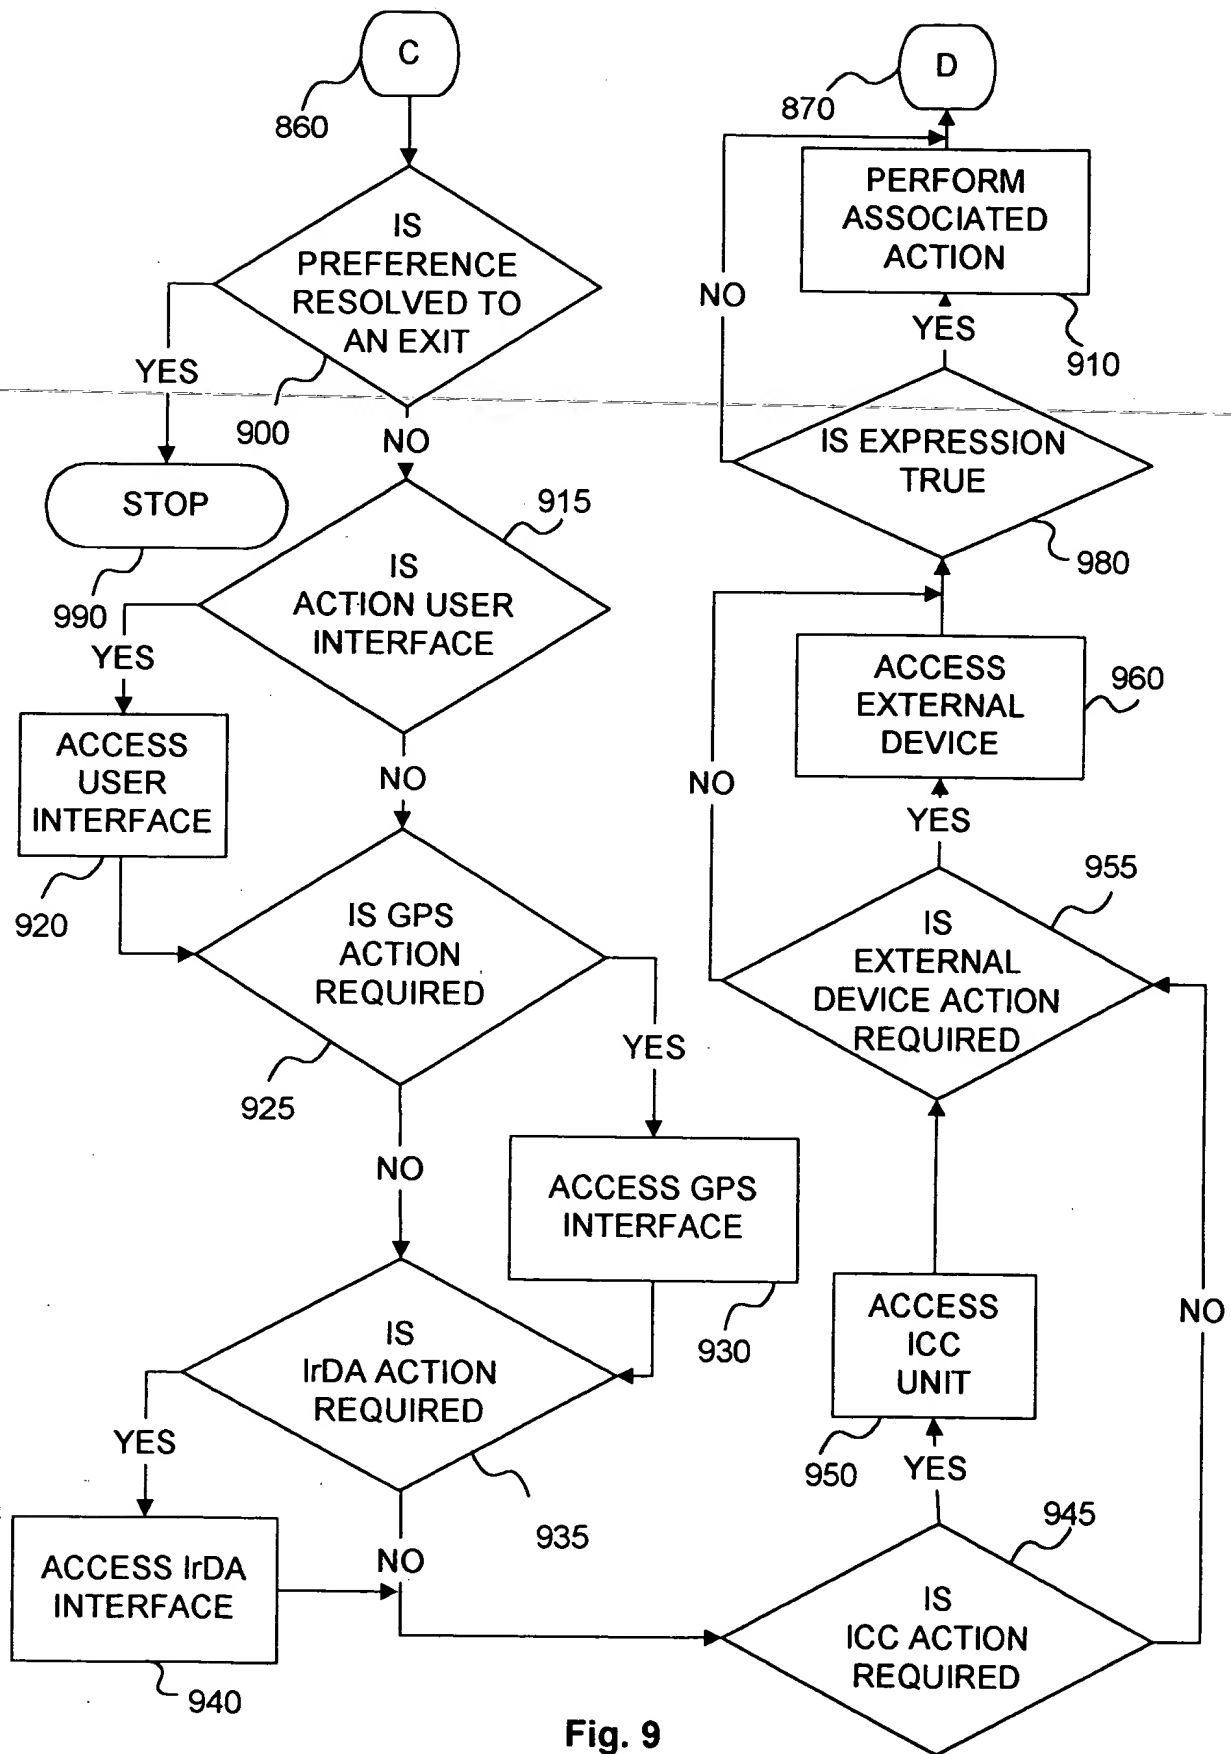 C
860
IS
PREFERENCE
RESOLVED TO
AN EXIT
900
YES
NO
STOP
990
915
IS
ACTION USER
INTERFACE
YES
NO
ACCESS
USER
INTERFACE
920
IS GPS
ACTION
REQUIRED
925
YES
NO
ACCESS GPS
INTERFACE
930
IS
IrDA ACTION
REQUIRED
935
YES
NO
ACCESS IrDA
INTERFACE
940
D
870
PERFORM
ASSOCIATED
ACTION
910
NO
YES
IS EXPRESSION
TRUE
980
ACCESS
EXTERNAL
DEVICE
960
NO
YES
955
IS
EXTERNAL
DEVICE ACTION
REQUIRED
ACCESS
ICC
UNIT
950
NO
YES
945
IS
ICC ACTION
REQUIRED
Fig. 9